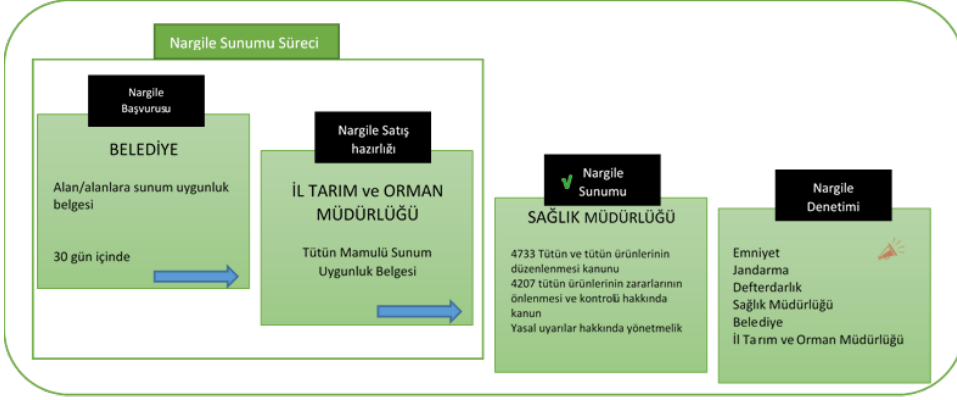 Nargile Sunumu Süreci
Nargile
Başvurusu
BELEDİYE
Alan/alanlara sunum uygunluk
belgesi
30 gün içinde
Nargile Satış
hazırlığı
İL TARIM ve ORMAN
MÜDÜRLÜĞÜ
Tütün Mamulü Sunum
Uygunluk Belgesi
Nargile
Sunumu
SAĞLIK MÜDÜRLÜĞÜ
4733 Tütün ve tütün ürünlerinin
düzenlenmesi kanunu
4207 tütün ürünlerinin zararlarının
önlenmesi ve kontrolü hakkında
kanun
Yasal uyarılar hakkında yönetmelik
Nargile
Denetimi
Emniyet
Jandarma
Defterdarlık
Sağlık Müdürlüğü
Belediye
İl Tarım ve Orman Müdürlüğü